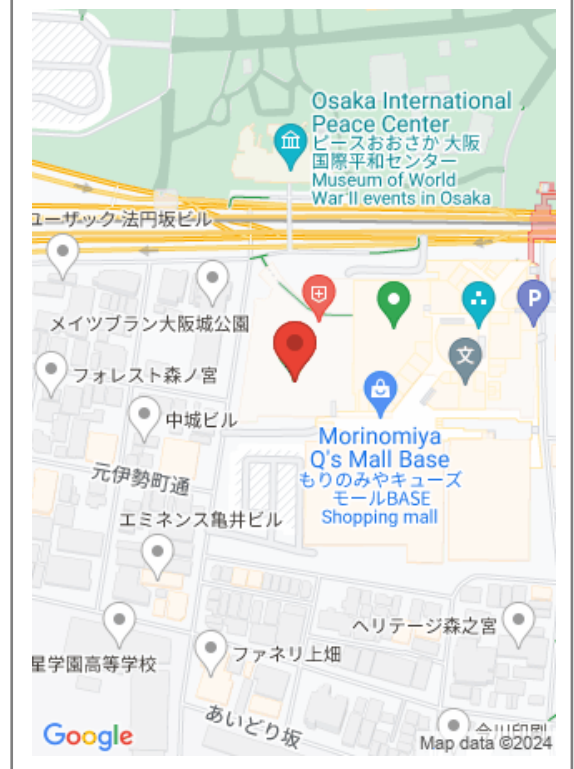 Osaka International
Peace Center
ピースおおさか 大阪
国際平和センター
Museum of World
War II events in Osaka
ユーザック 法円坂ビル
メイツブラン大阪城公園
P
文
フォレスト森ノ宮
中城ビル
Morinomiya
Q's Mall Base
もりのみやキューズ
モールBASE
Shopping mall
元伊勢町通
エミネンス亀井ビル
ヘリテージ森之宮
星学園高等学校
ファネリ上畑
あいどり坂
合川印刷
Google
Map data ©2024